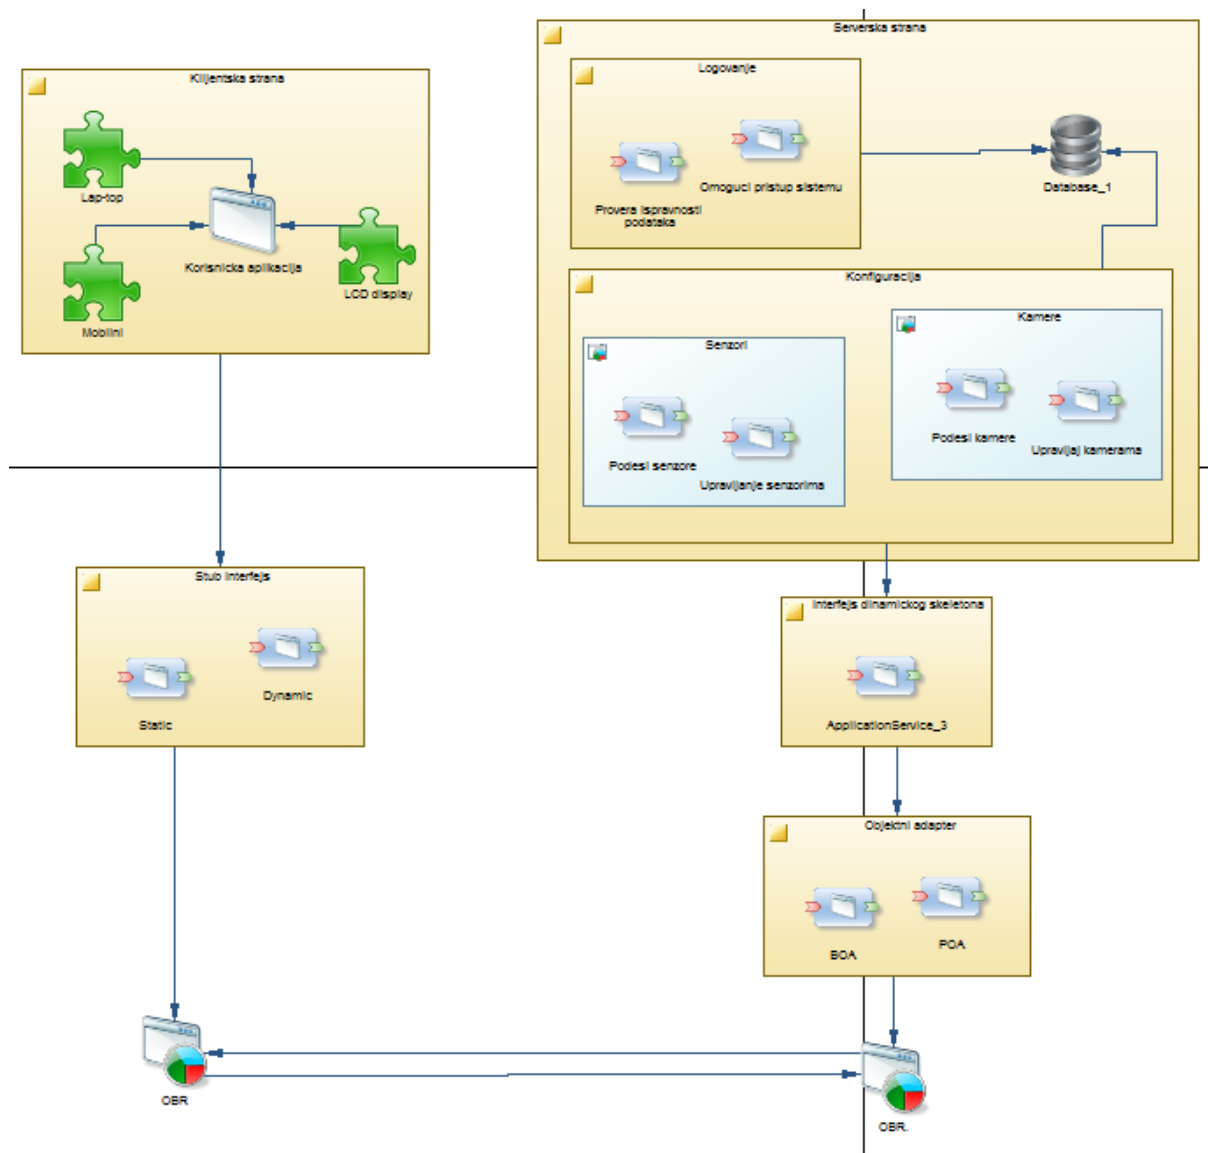 Klijentska strana
Lap-top
Korisnicka aplikacija
LCD display
Mobilni
Serverska strana
Logovanje
Omoguci pristup sistemu
Provera ispravnosti
podataka
Database_1
Konfiguracija
Senzori
Podesi senzore
Upravljanje senzorima
Kamere
Podesi kamere
Upravljaj kamerama
Stub interfejs
Static
Dynamic
Interfejs dinamickog skeletona
ApplicationService_3
Objektni adapter
BOA
POA
OBR
OBR.